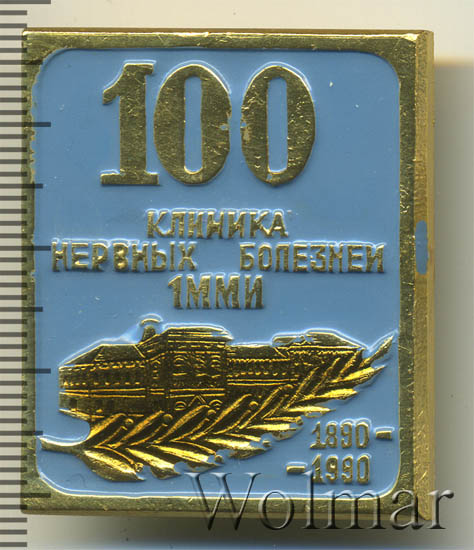 100
КЛИНИКА
НЕРВНЫХ БОЛЕЗНЕЙ
1ММИ
1890-
-1990
Wolmar